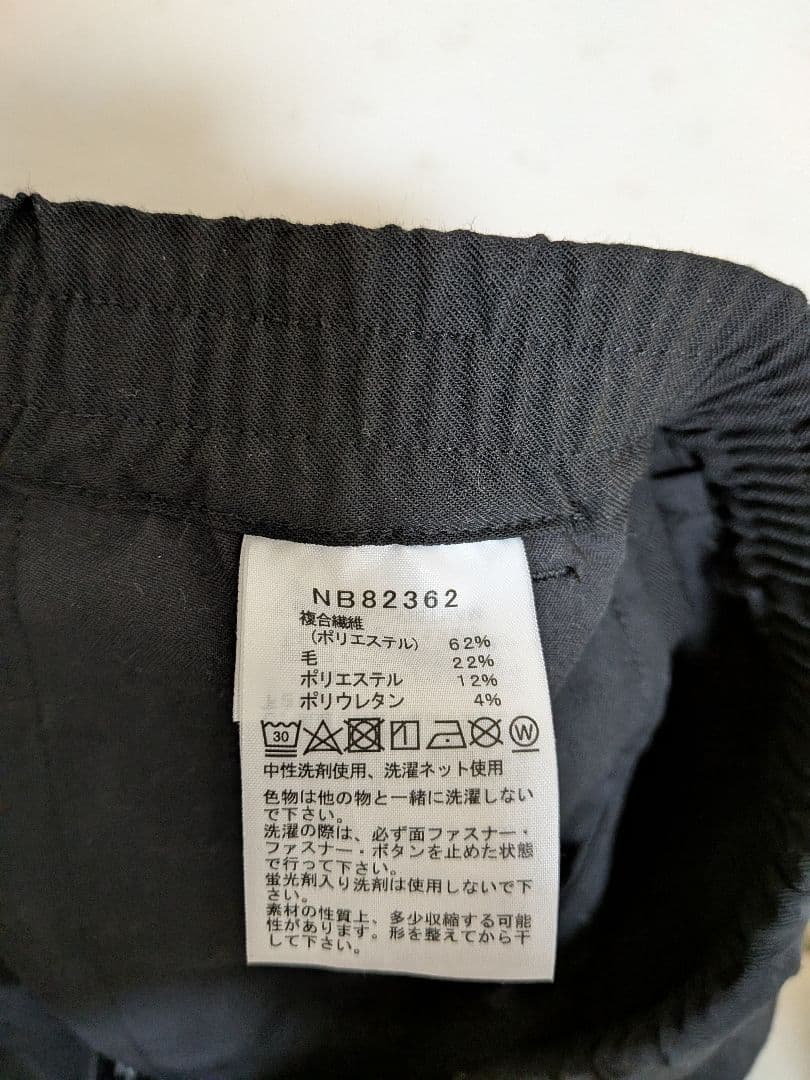 NB82362
複合繊維
(ポリエステル) 62%
毛 22%
ポリエステル 12%
ポリウレタン 4%
30 W
中性洗剤使用、洗濯ネット使用
色物は他の物と一緒に洗濯しない
で下さい。
洗濯の際は、必ず面ファスナー・
ファスナー・ボタンを止めた状態
で行って下さい。
蛍光剤入り洗剤は使用しないで下
さい。
素材の性質上、多少収縮する可能
性があります。形を整えてから干
して下さい。